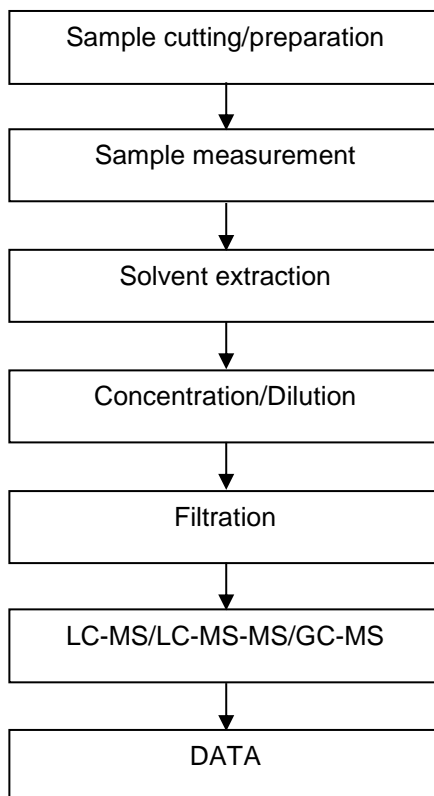 Sample cutting/preparation
Sample measurement
Solvent extraction
Concentration/Dilution
Filtration
LC-MS/LC-MS-MS/GC-MS
DATA